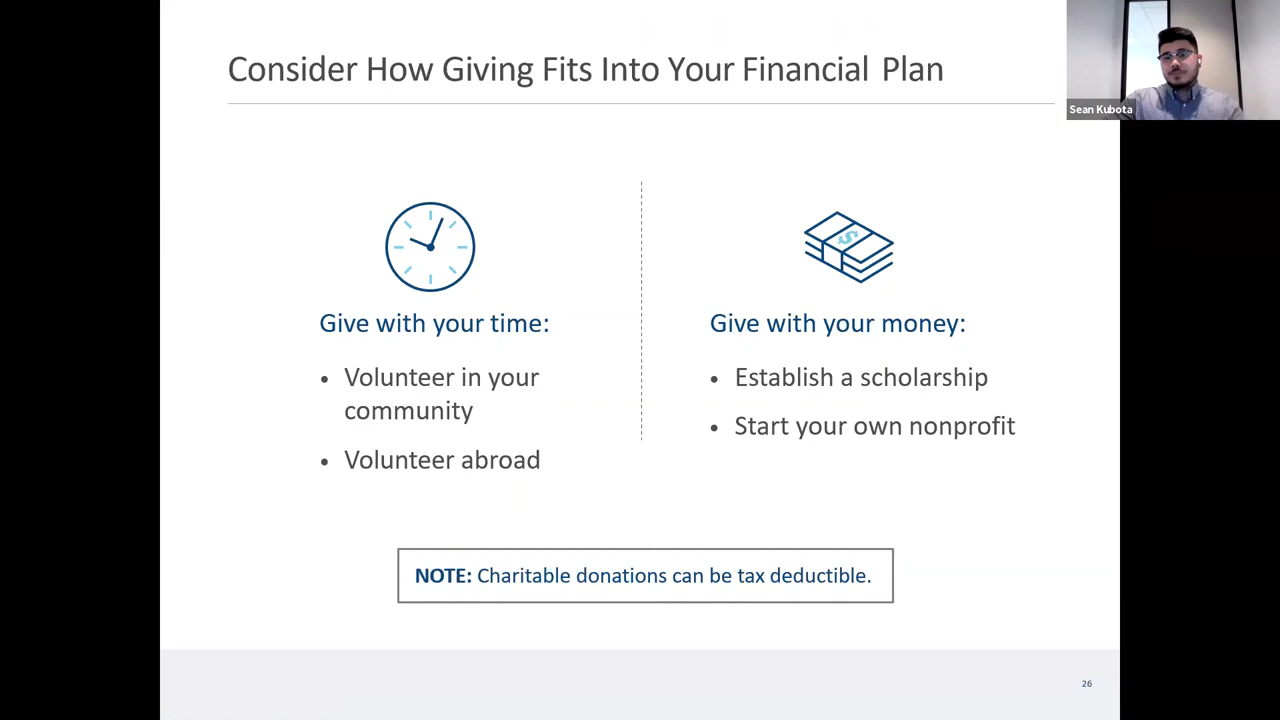 Consider How Giving Fits Into Your Financial Plan
Sean Kubota
$
Give with your time:
• Volunteer in your
community
• Volunteer abroad
Give with your money:
• Establish a scholarship
• Start your own nonprofit
NOTE: Charitable donations can be tax deductible.
26